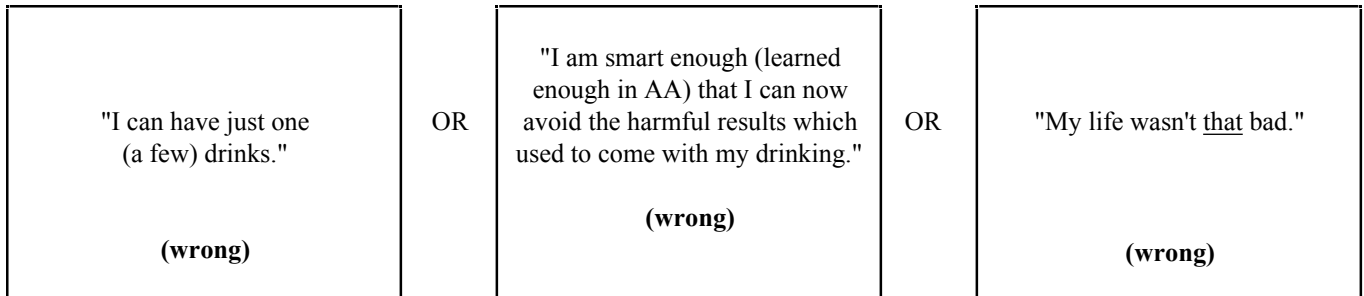 "I can have just one
(a few) drinks."
(wrong)
OR
"I am smart enough (learned
enough in AA) that I can now
avoid the harmful results which
used to come with my drinking."
(wrong)
OR
"My life wasn't that bad."
(wrong)